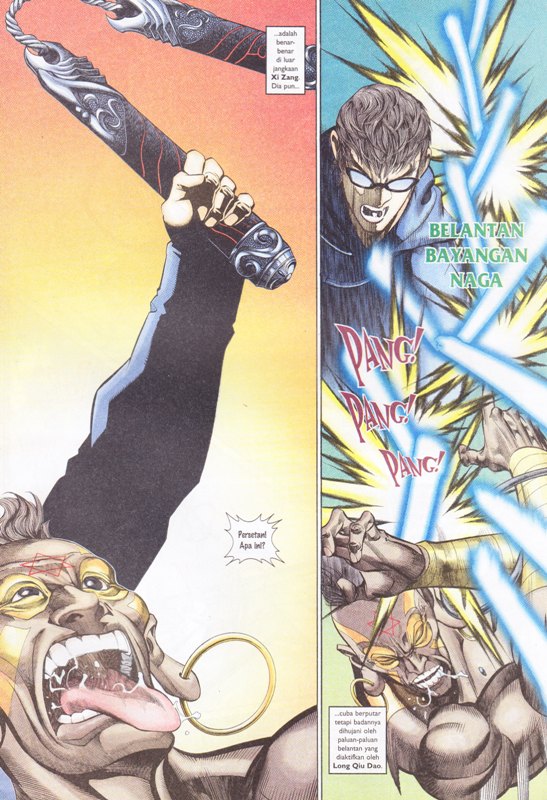 ...adalah
benar-
benar
di luar
jangkaan
Xi Zang.
Dia pun...
Persetan!
Apa ini?
BELANTAN
BAYANGAN
NAGA
PANG!
PANG!
PANG!
...cuba berputar
tetapi badannya
dihujani oleh
paluan-paluan
belantan yang
diaktifkan oleh
Long Qiu Dao.